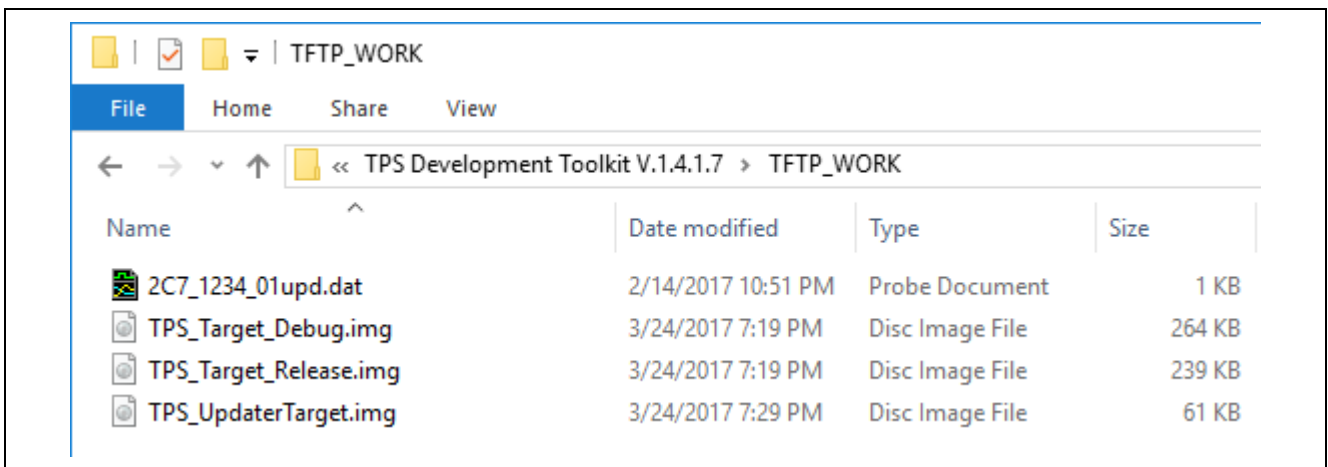 TFTP_WORK
File Home Share View
« TPS Development Toolkit V.1.4.1.7 > TFTP_WORK
Name Date modified Type Size
2C7_1234_01upd.dat 2/14/2017 10:51 PM Probe Document 1 KB
TPS_Target_Debug.img 3/24/2017 7:19 PM Disc Image File 264 KB
TPS_Target_Release.img 3/24/2017 7:19 PM Disc Image File 239 KB
TPS_UpdaterTarget.img 3/24/2017 7:29 PM Disc Image File 61 KB